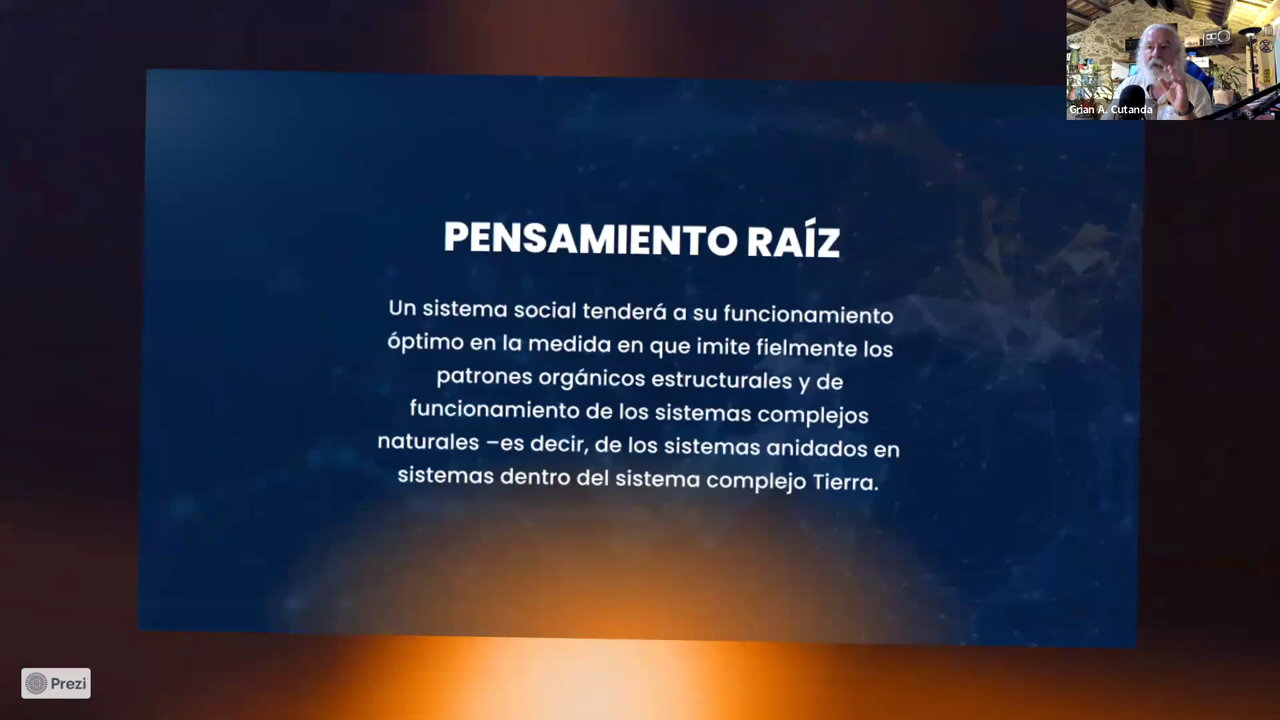 Grian A. Cutanda
PENSAMIENTO RAÍZ
Un sistema social tenderá a su funcionamiento
óptimo en la medida en que imite fielmente los
patrones orgánicos estructurales y de
funcionamiento de los sistemas complejos
naturales –es decir, de los sistemas anidados en
sistemas dentro del sistema complejo Tierra.
Prezi